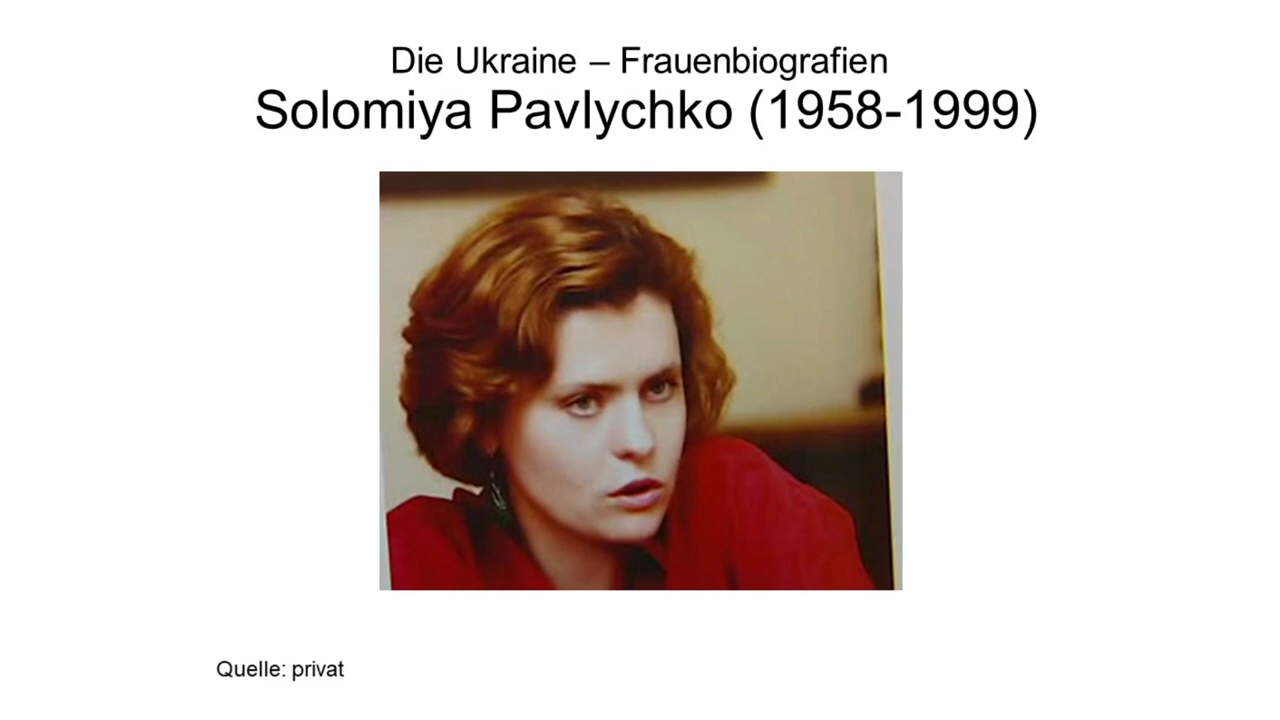 Die Ukraine – Frauenbiografien
Solomiya Pavlychko (1958-1999)
Quelle: privat